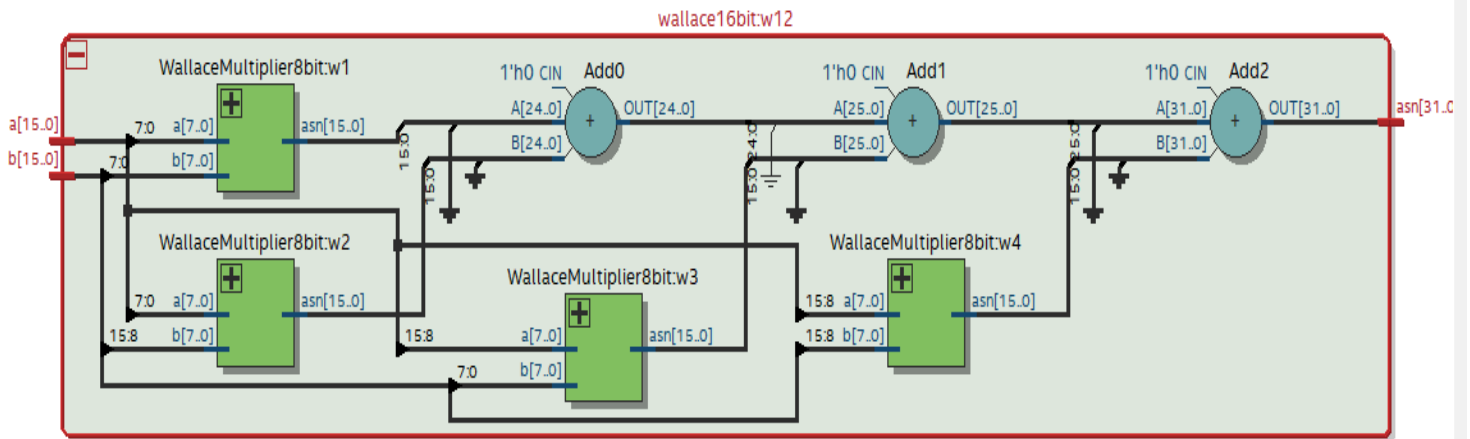 wallace16bit:w12
WallaceMultiplier8bit:w1
1'h0 CIN Add0
1'h0 CIN Add1
1'h0 CIN Add2
a[15..0]
7:0 a[7..0] asn[15..0]
A[24..0] OUT[24..0]
A[25..0] OUT[25..0]
A[31..0] OUT[31..0]
asn[31..0
b[15..0]
7:0 b[7..0]
15:0
B[24..0]
24:0
B[25..0]
25:0
B[31..0]
15:0
15:0
15:0
WallaceMultiplier8bit:w2
WallaceMultiplier8bit:w4
WallaceMultiplier8bit:w3
7:0 a[7..0] asn[15..0]
15:8 a[7..0] asn[15..0]
15:8 b[7..0]
15:8 a[7..0] asn[15..0]
15:8 b[7..0]
7:0 b[7..0]